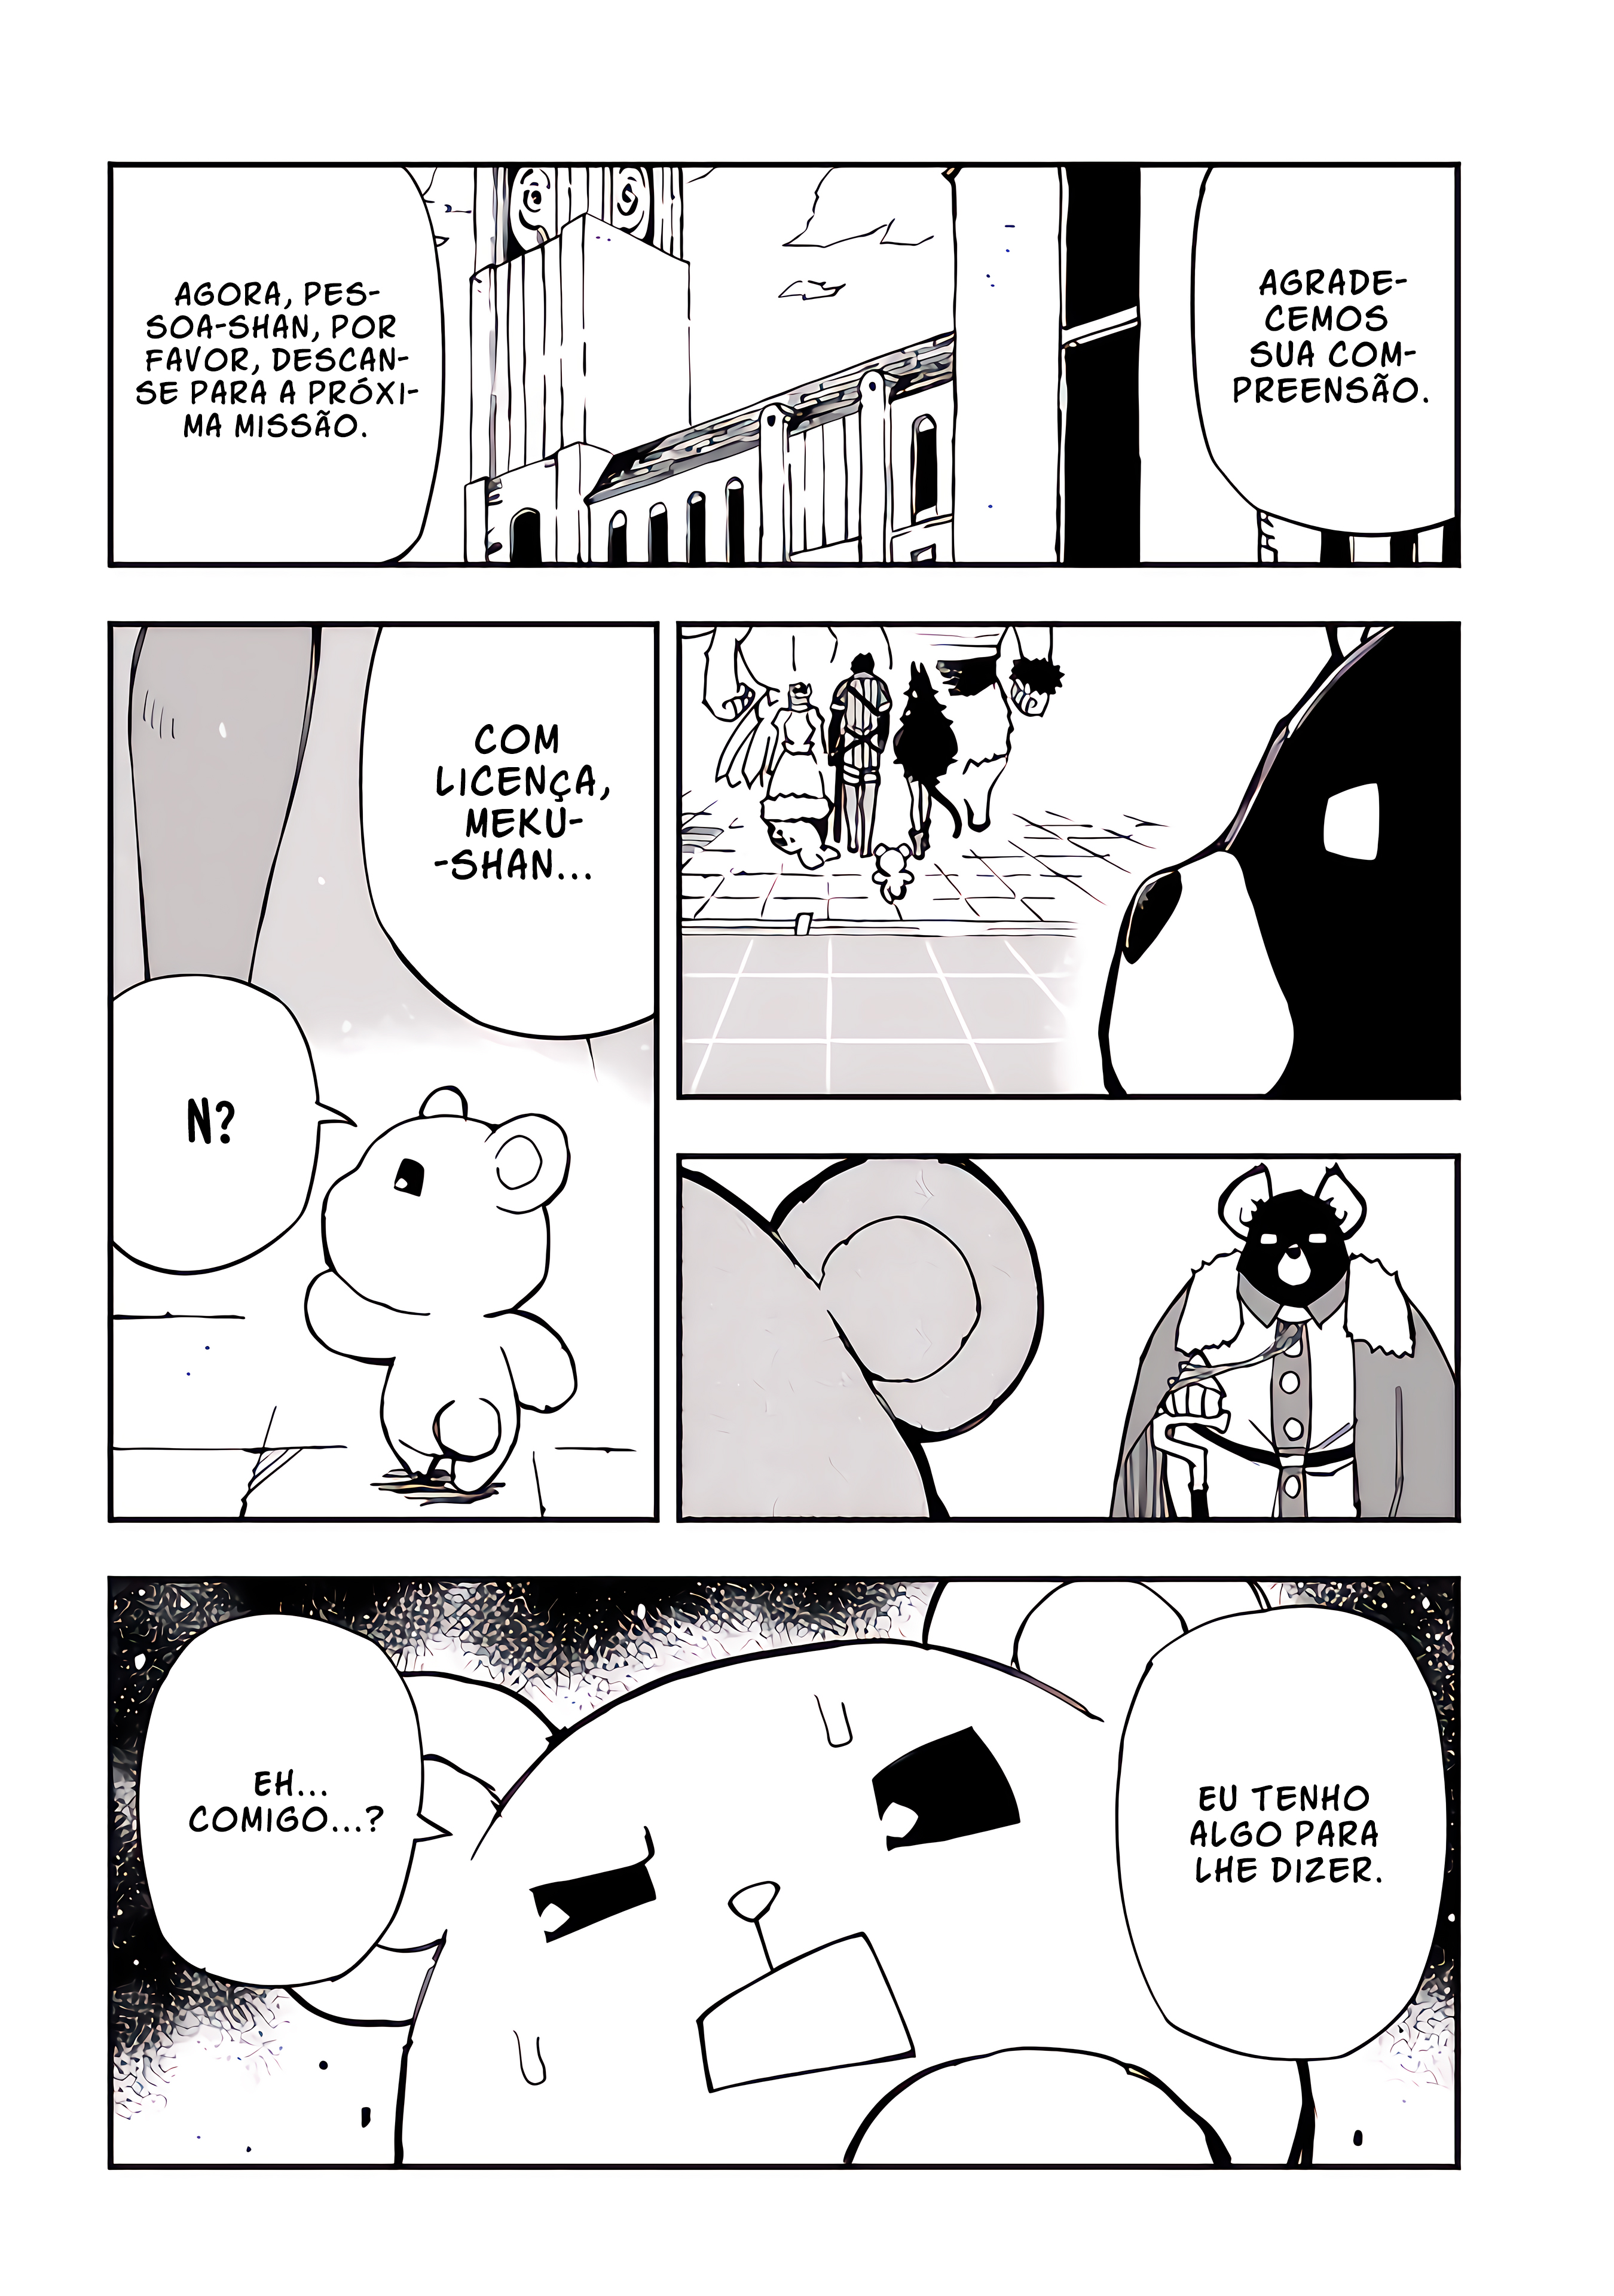 AGRADE-
CEMOS
SUA COM-
PREENSÃO.
AGORA, PES-
SOA-SHAN, POR
FAVOR, DESCAN-
SE PARA A PRÓXI-
MA MISSÃO.
COM
LICENÇA,
MEKU-
-SHAN...
N?
EU TENHO
ALGO PARA
LHE DIZER.
EH...
COMIGO...?